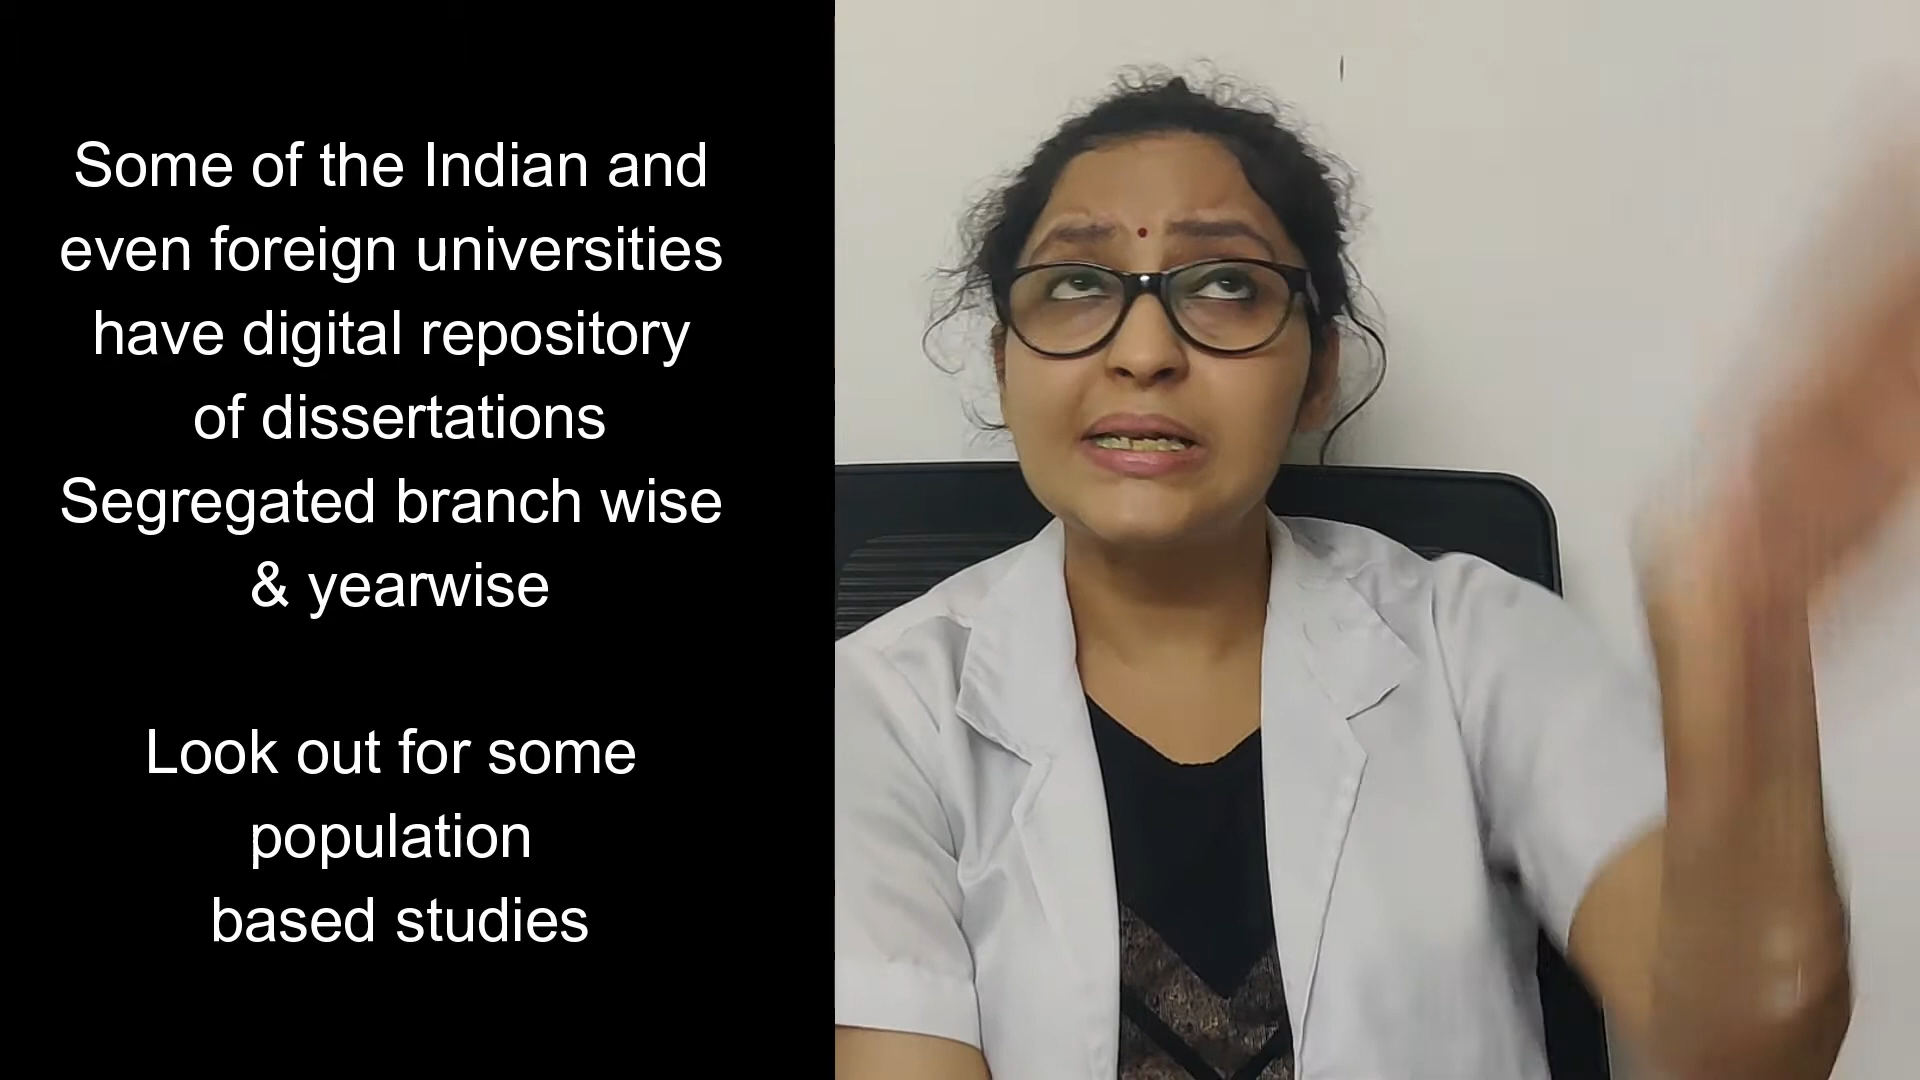 Some of the Indian and
even foreign universities
have digital repository
of dissertations
Segregated branch wise
& yearwise
Look out for some
population
based studies